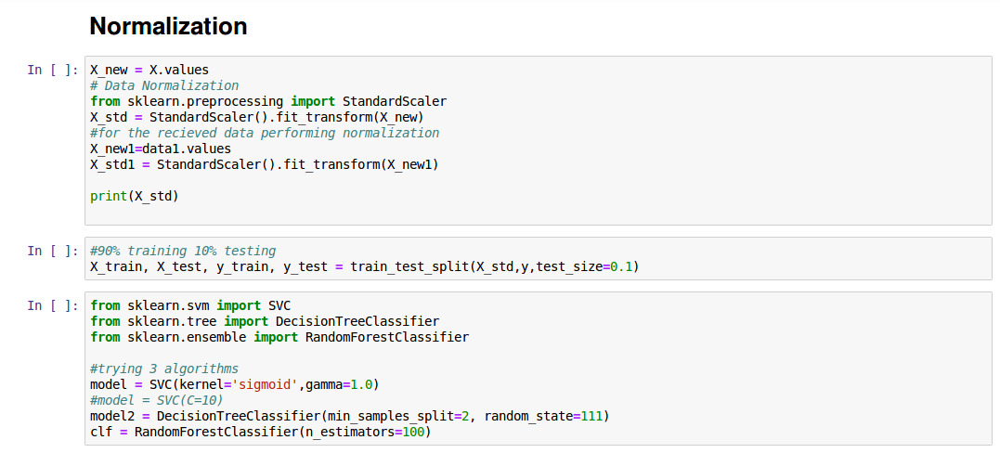 Normalization
In [ ]: X_new = X.values
# Data Normalization
from sklearn.preprocessing import StandardScaler
X_std = StandardScaler().fit_transform(X_new)
#for the recieved data performing normalization
X_new1=data1.values
X_std1 = StandardScaler().fit_transform(X_new1)
print(X_std)
In [ ]: #90% training 10% testing
X_train, X_test, y_train, y_test = train_test_split(X_std,y,test_size=0.1)
In [ ]: from sklearn.svm import SVC
from sklearn.tree import DecisionTreeClassifier
from sklearn.ensemble import RandomForestClassifier
#trying 3 algorithms
model = SVC(kernel='sigmoid',gamma=1.0)
#model = SVC(C=10)
model2 = DecisionTreeClassifier(min_samples_split=2, random_state=111)
clf = RandomForestClassifier(n_estimators=100)